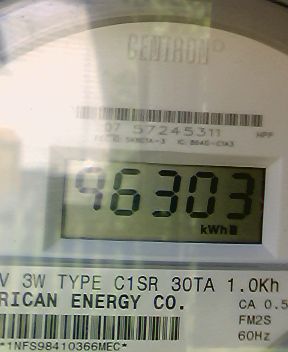 CENTRON
07 57245311 HPP
96303
kWh
V 3W TYPE C1SR 30TA 1.0Kh
RICAN ENERGY CO. CA 0.5
FM2S
60Hz
*1NFS98410366MEC*